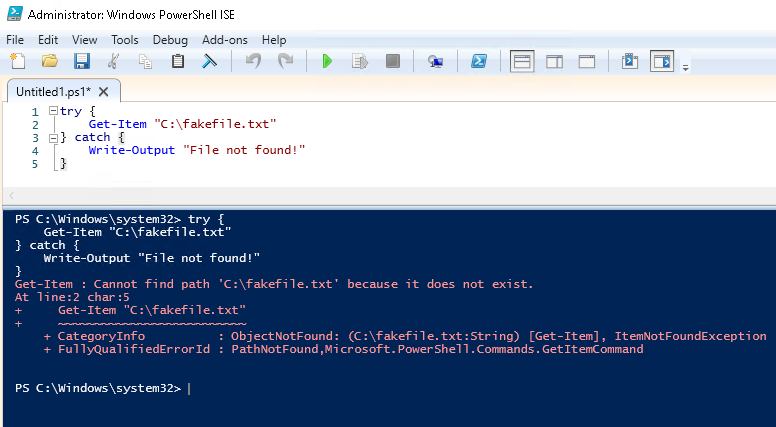 Administrator: Windows PowerShell ISE
File Edit View Tools Debug Add-ons Help
Untitled1.ps1* X
1 try {
2     Get-Item "C:\fakefile.txt"
3 } catch {
4     Write-Output "File not found!"
5 }
PS C:\Windows\system32> try {
    Get-Item "C:\fakefile.txt"
} catch {
    Write-Output "File not found!"
}
Get-Item : Cannot find path 'C:\fakefile.txt' because it does not exist.
At line:2 char:5
+     Get-Item "C:\fakefile.txt"
+     ~~~~~~~~~~~~~~~~~~~~~~~~~~
    + CategoryInfo          : ObjectNotFound: (C:\fakefile.txt:String) [Get-Item], ItemNotFoundException
    + FullyQualifiedErrorId : PathNotFound,Microsoft.PowerShell.Commands.GetItemCommand
PS C:\Windows\system32>